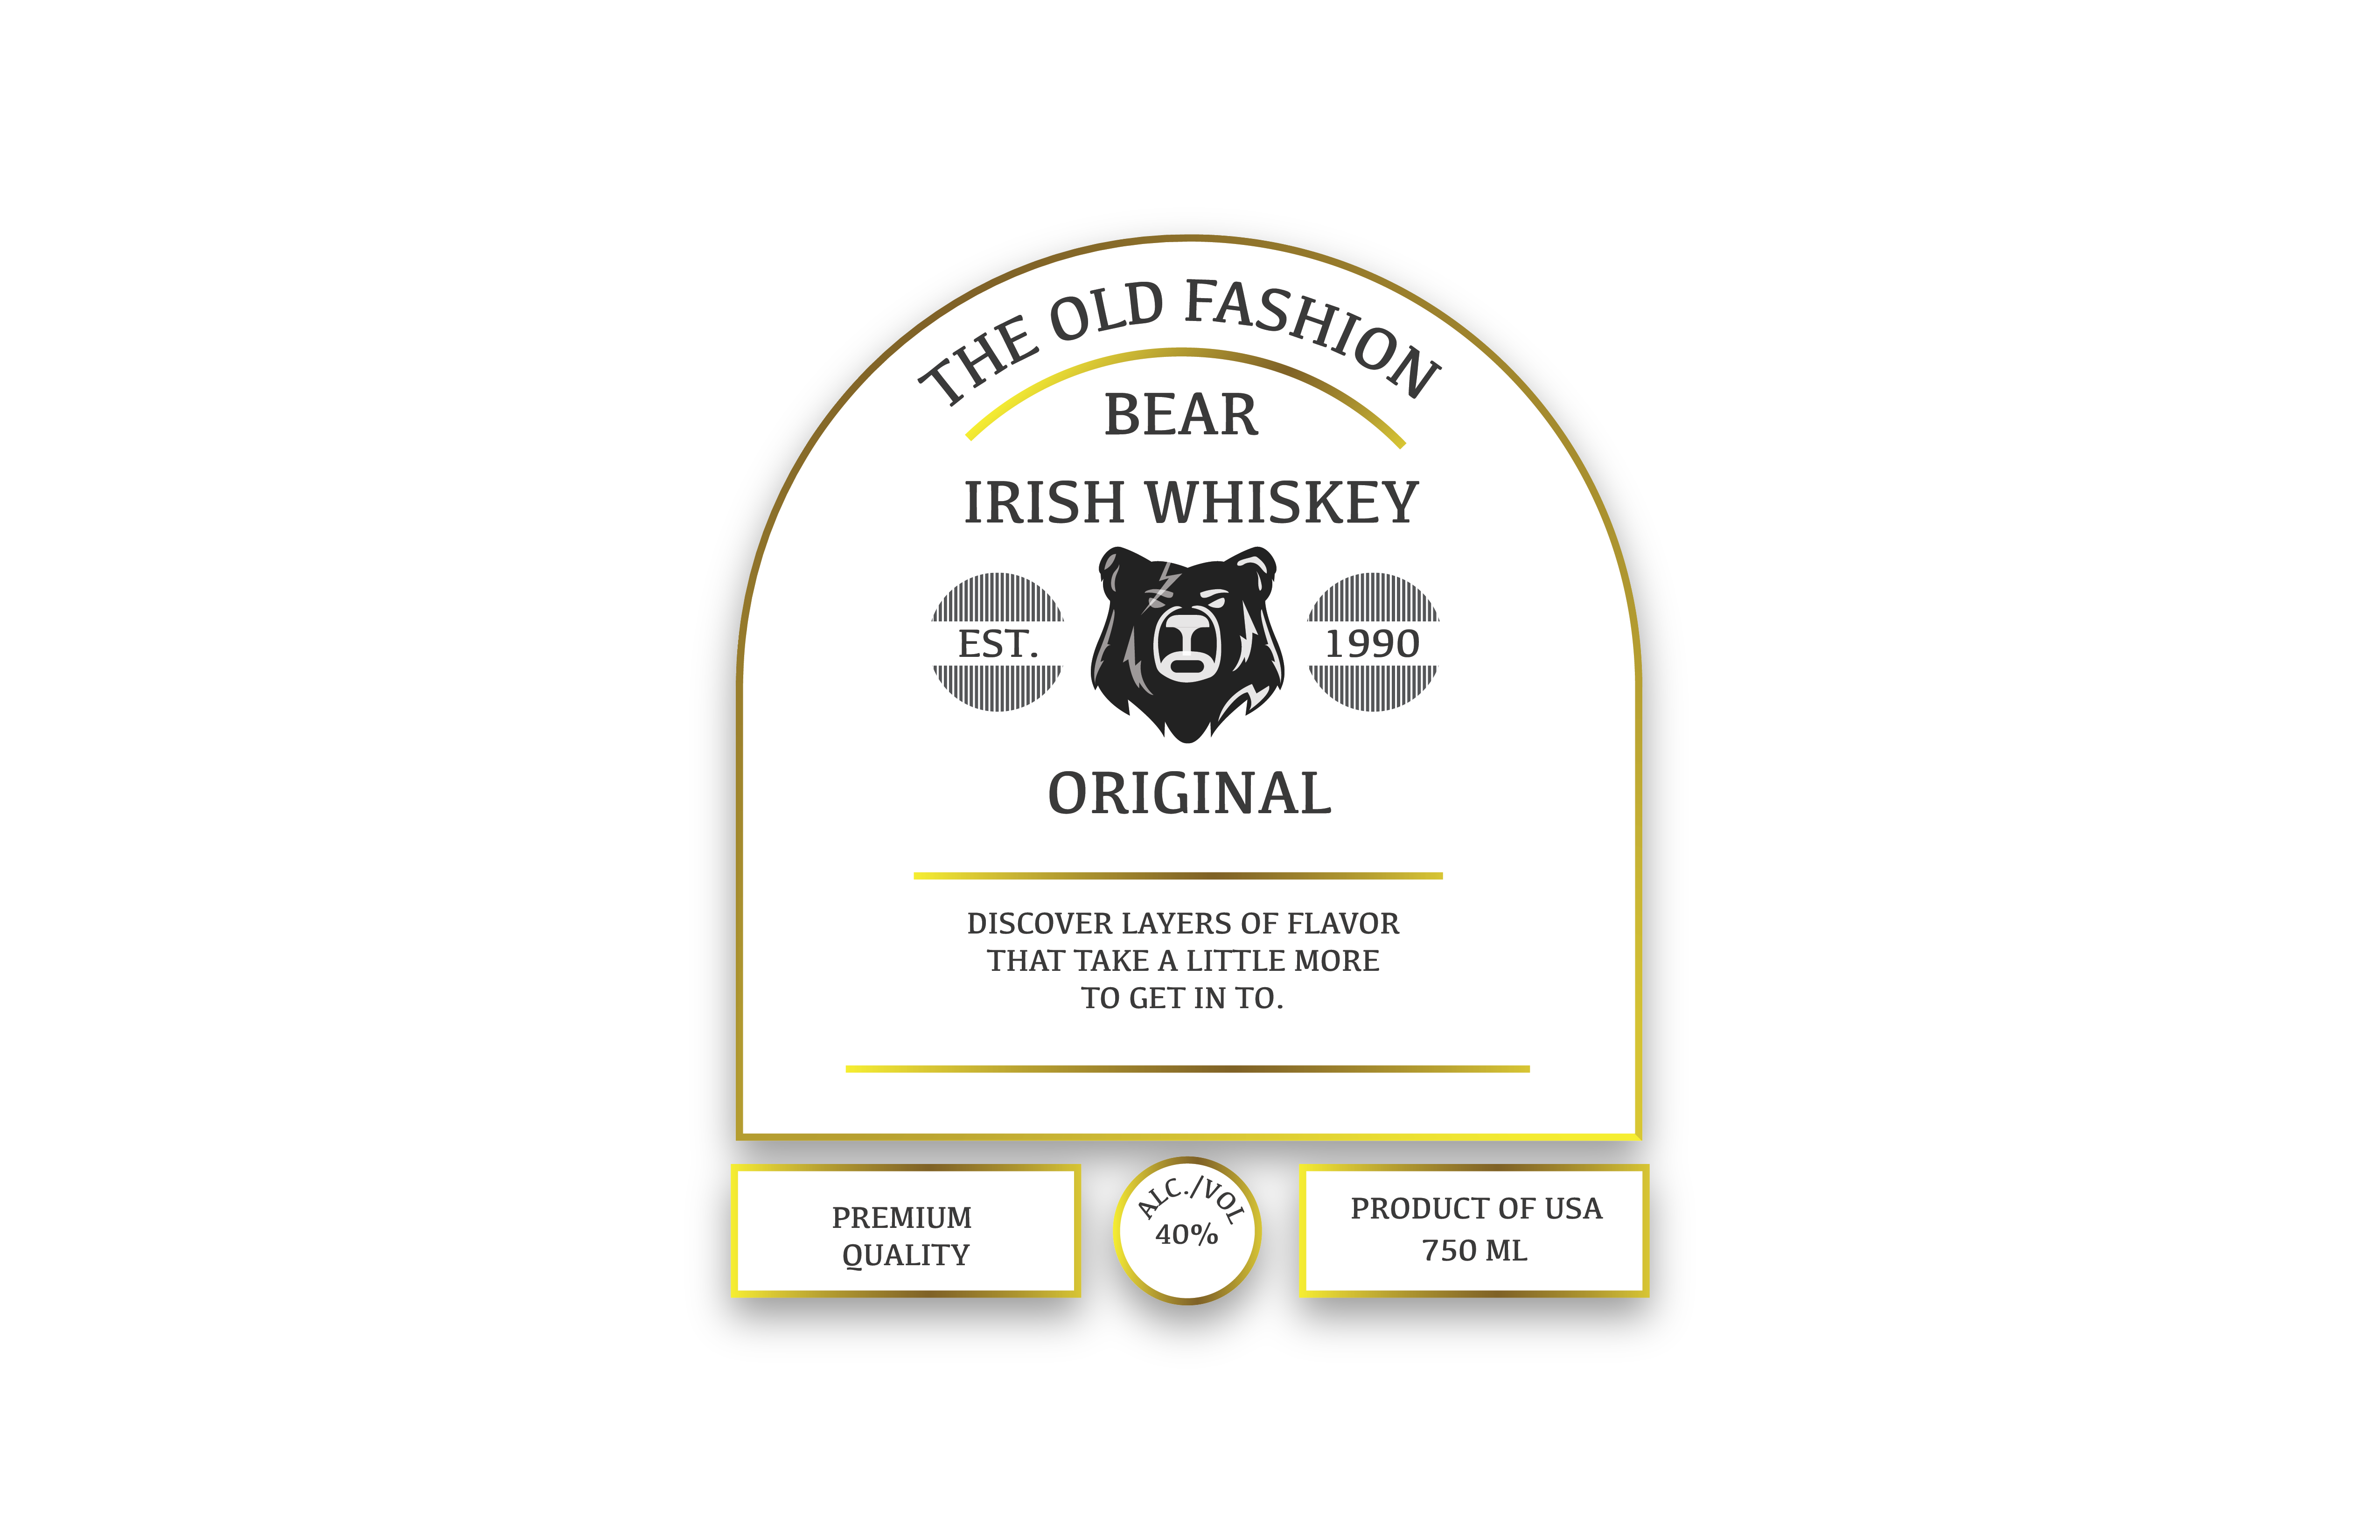 THE OLD FASHION
BEAR
IRISH WHISKEY
EST.
1990
ORIGINAL
DISCOVER LAYERS OF FLAVOR
THAT TAKE A LITTLE MORE
TO GET IN TO.
PREMIUM
QUALITY
ALC./VOL
40%
PRODUCT OF USA
750 ML